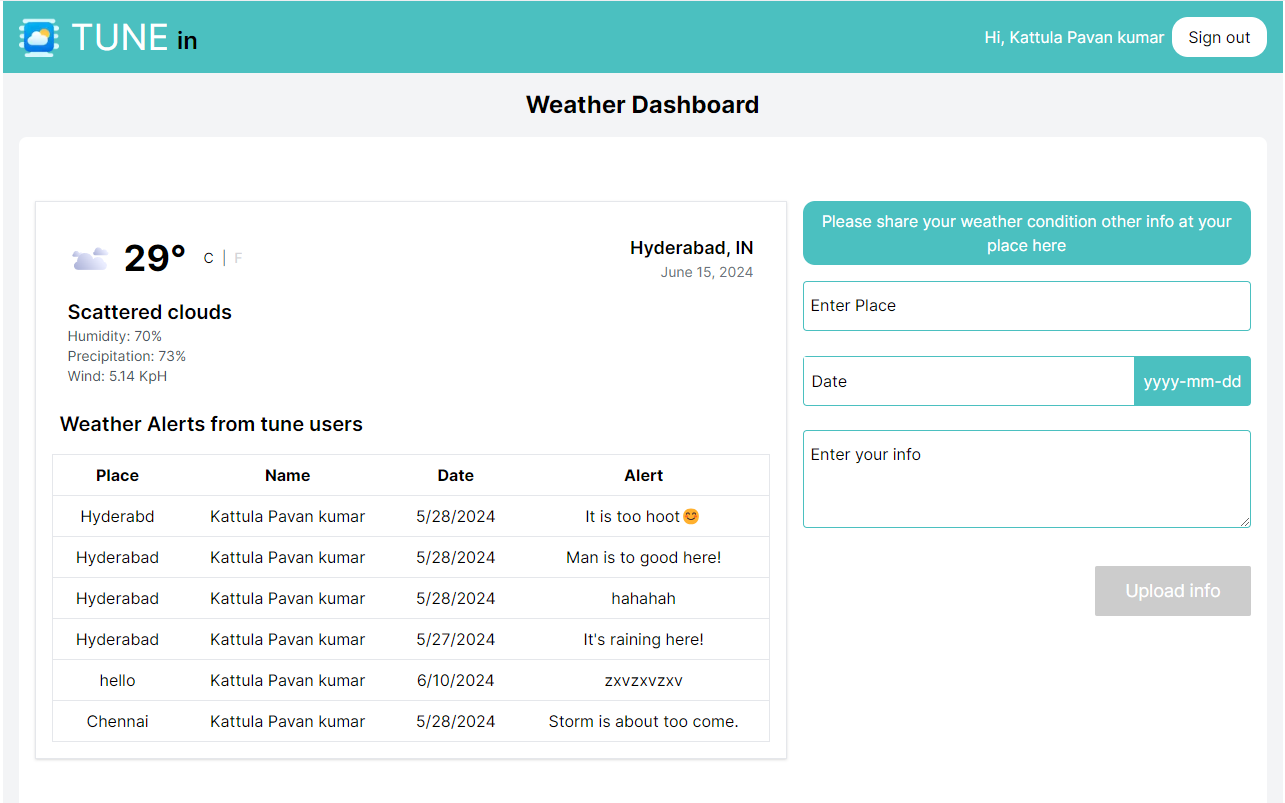 TUNE in
Hi, Kattula Pavan kumar
Sign out
Weather Dashboard
29° C | F
Hyderabad, IN
June 15, 2024
Scattered clouds
Humidity: 70%
Precipitation: 73%
Wind: 5.14 KpH
Weather Alerts from tune users
Place Name Date Alert
Hyderabd Kattula Pavan kumar 5/28/2024 It is too hoot😊
Hyderabad Kattula Pavan kumar 5/28/2024 Man is to good here!
Hyderabad Kattula Pavan kumar 5/28/2024 hahahah
Hyderabad Kattula Pavan kumar 5/27/2024 It's raining here!
hello Kattula Pavan kumar 6/10/2024 zxvzxvzxv
Chennai Kattula Pavan kumar 5/28/2024 Storm is about too come.
Please share your weather condition other info at your
place here
Enter Place
Date yyyy-mm-dd
Enter your info
Upload info